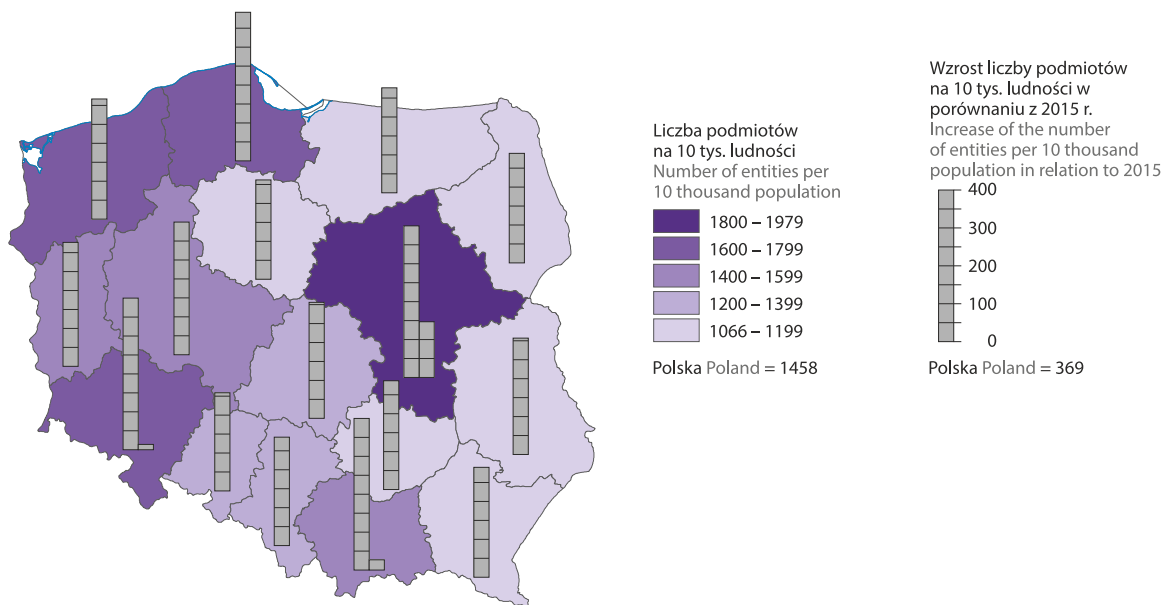 Liczba podmiotów
na 10 tys. ludności
Number of entities per
10 thousand population
1800 – 1979
1600 – 1799
1400 – 1599
1200 – 1399
1066 – 1199
Polska Poland = 1458
Wzrost liczby podmiotów
na 10 tys. ludności w
porównaniu z 2015 r.
Increase of the number
of entities per 10 thousand
population in relation to 2015
400
300
200
100
0
Polska Poland = 369